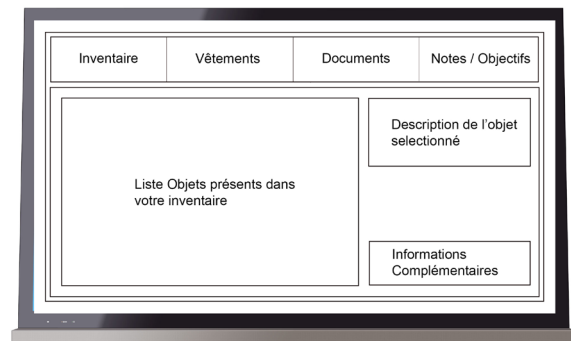 Inventaire
Vêtements
Documents
Notes / Objectifs
Liste Objets présents dans
votre inventaire
Description de l'objet
selectionné
Informations
Complémentaires